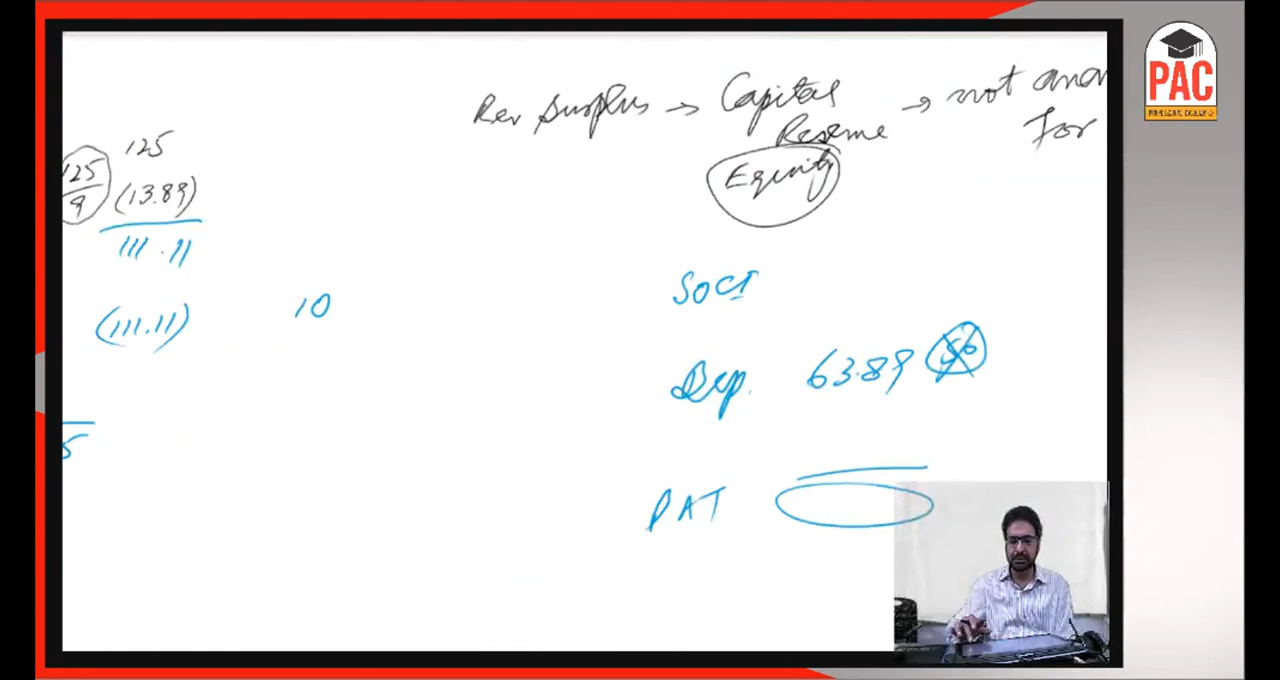 Rev Surplus → Capital Reserve → not
For
Equity
125
125/9 (13.89)
111.11
(111.11) 10
SOCI
Dep. 63.89 50
5
PAT
PAC